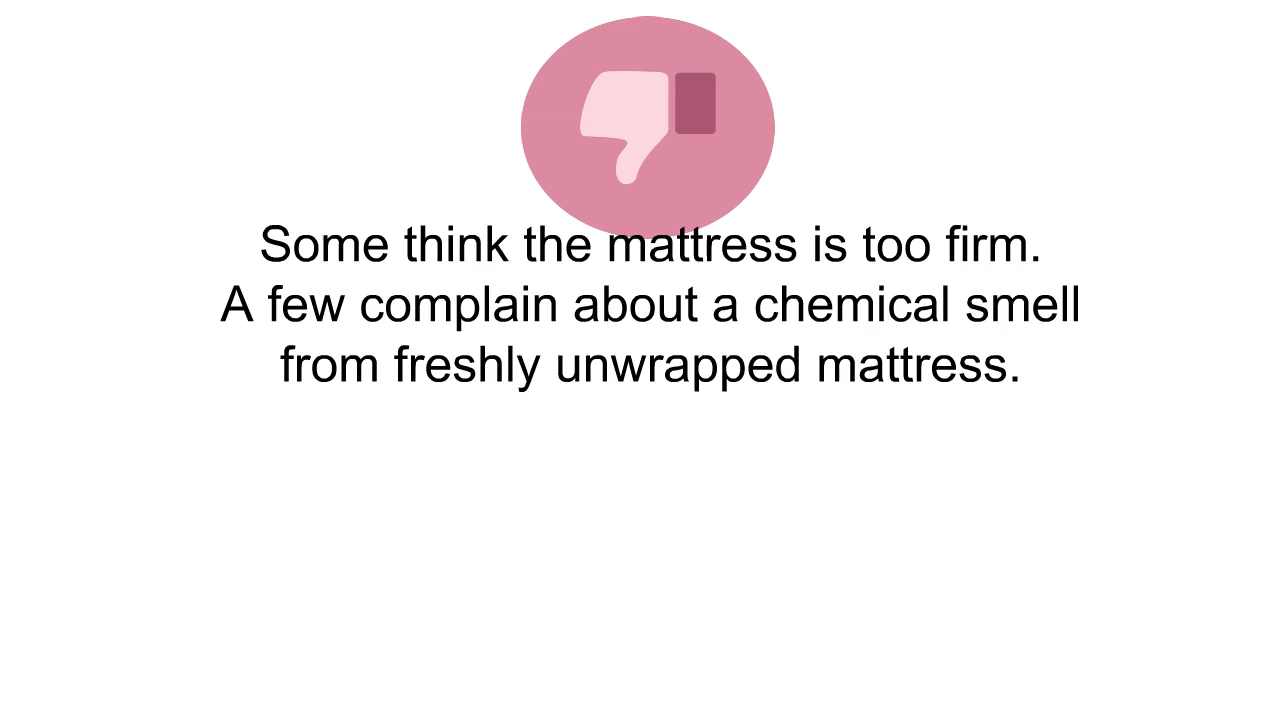 Some think the mattress is too firm.
A few complain about a chemical smell
from freshly unwrapped mattress.